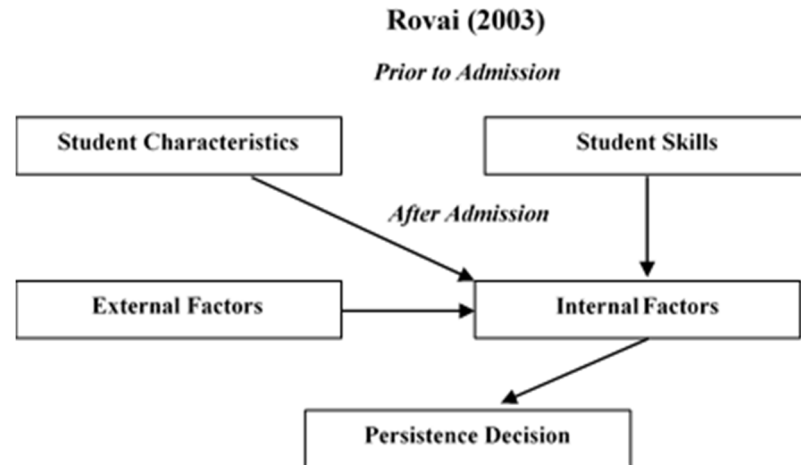 Rovai (2003)
Prior to Admission
Student Characteristics
Student Skills
After Admission
External Factors
Internal Factors
Persistence Decision